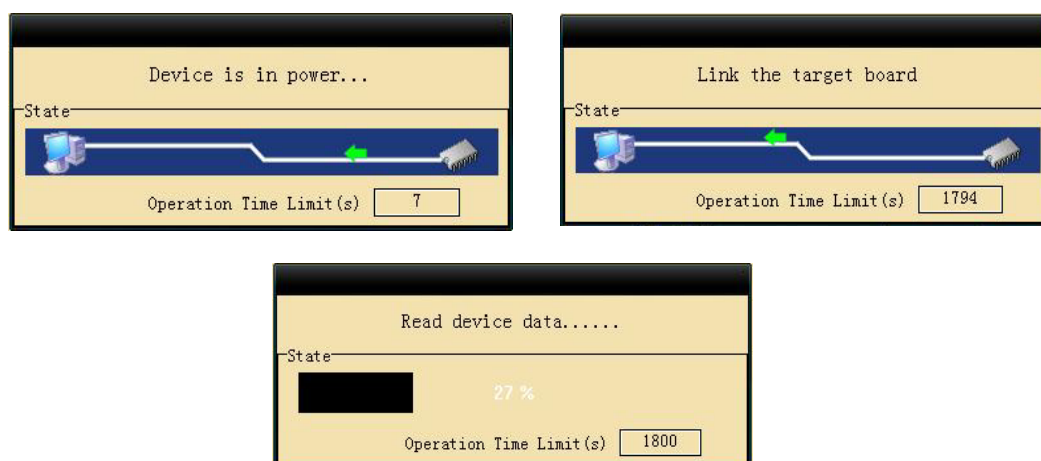 Device is in power...
State
Operation Time Limit(s) 7
Link the target board
State
Operation Time Limit(s) 1794
Read device data......
State
27 %
Operation Time Limit(s) 1800